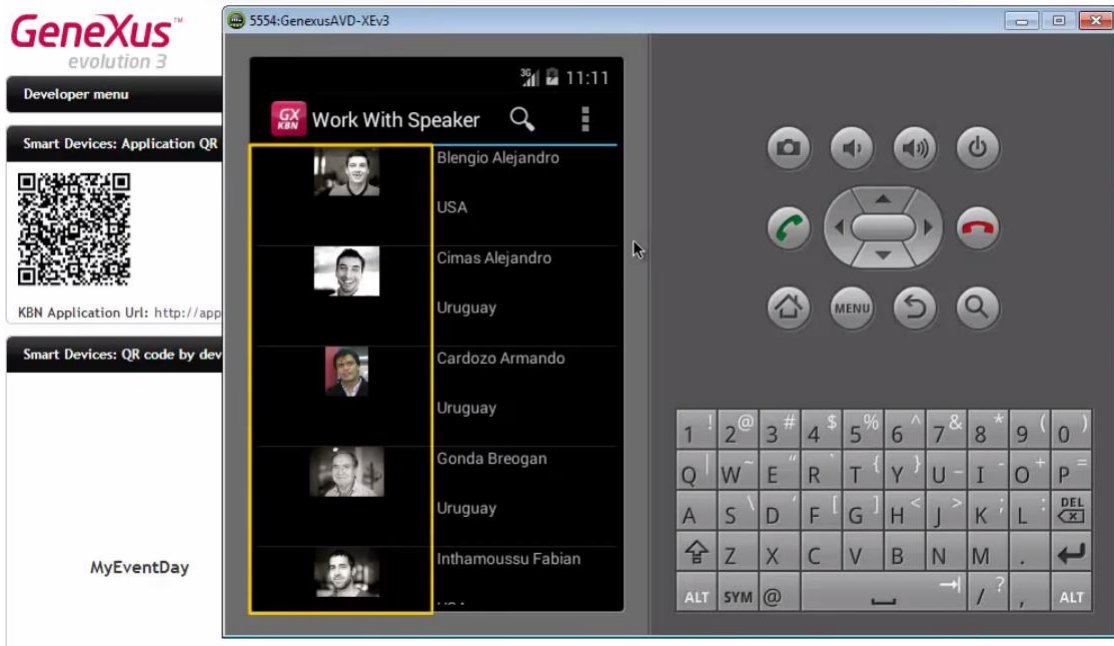 GeneXus™
evolution 3
Developer menu
Smart Devices: Application QR
KBN Application Url: http://app
Smart Devices: QR code by dev
MyEventDay
5554:GenexusAVD-XEv3
3G 11:11
GX KBN Work With Speaker
Blengio Alejandro
USA
Cimas Alejandro
Uruguay
Cardozo Armando
Uruguay
Gonda Breogan
Uruguay
Inthamoussu Fabian
MENU
1 ! 2 @ 3 # 4 $ 5 % 6 ^ 7 & 8 * 9 ( 0 )
Q | W ~ E " R ` T { Y } U _ I - O + P =
A S \ D ' F [ G ] H < J > K ; L : DEL
Z X C V B N M .
ALT SYM @ / ? , ALT